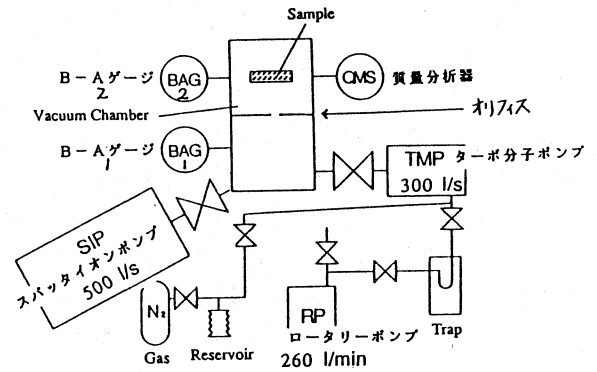 Sample
B－Aゲージ
2
BAG
2
QMS
質量分析器
Vacuum Chamber
オリフィス
B－Aゲージ
1
BAG
1
TMP ターボ分子ポンプ
300 l/s
SIP
スパッタイオンポンプ
500 l/s
N₂
Gas
Reservoir
RP
ロータリーポンプ
260 l/min
Trap